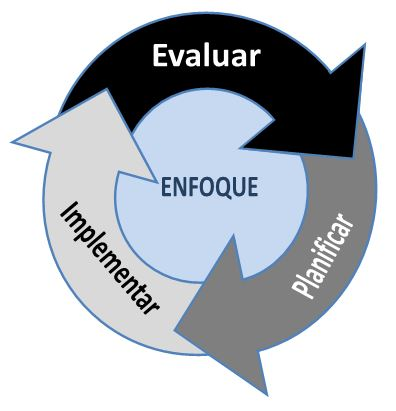 Evaluar
ENFOQUE
Planificar
Implementar